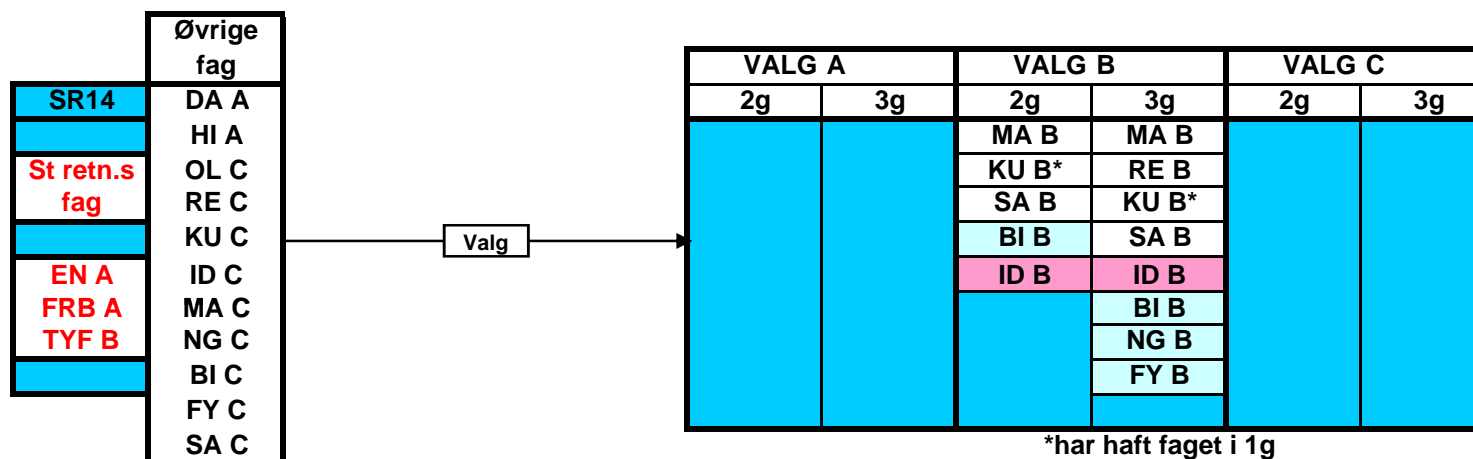 Øvrige
fag
VALG A VALG B VALG C
2g 3g 2g 3g 2g 3g
SR14 DA A
HI A MA B MA B
St retn.s OL C KU B* RE B
fag RE C SA B KU B*
KU C Valg BI B SA B
EN A ID C ID B ID B
FRB A MA C BI B
TYF B NG C NG B
BI C FY B
FY C
SA C *har haft faget i 1g